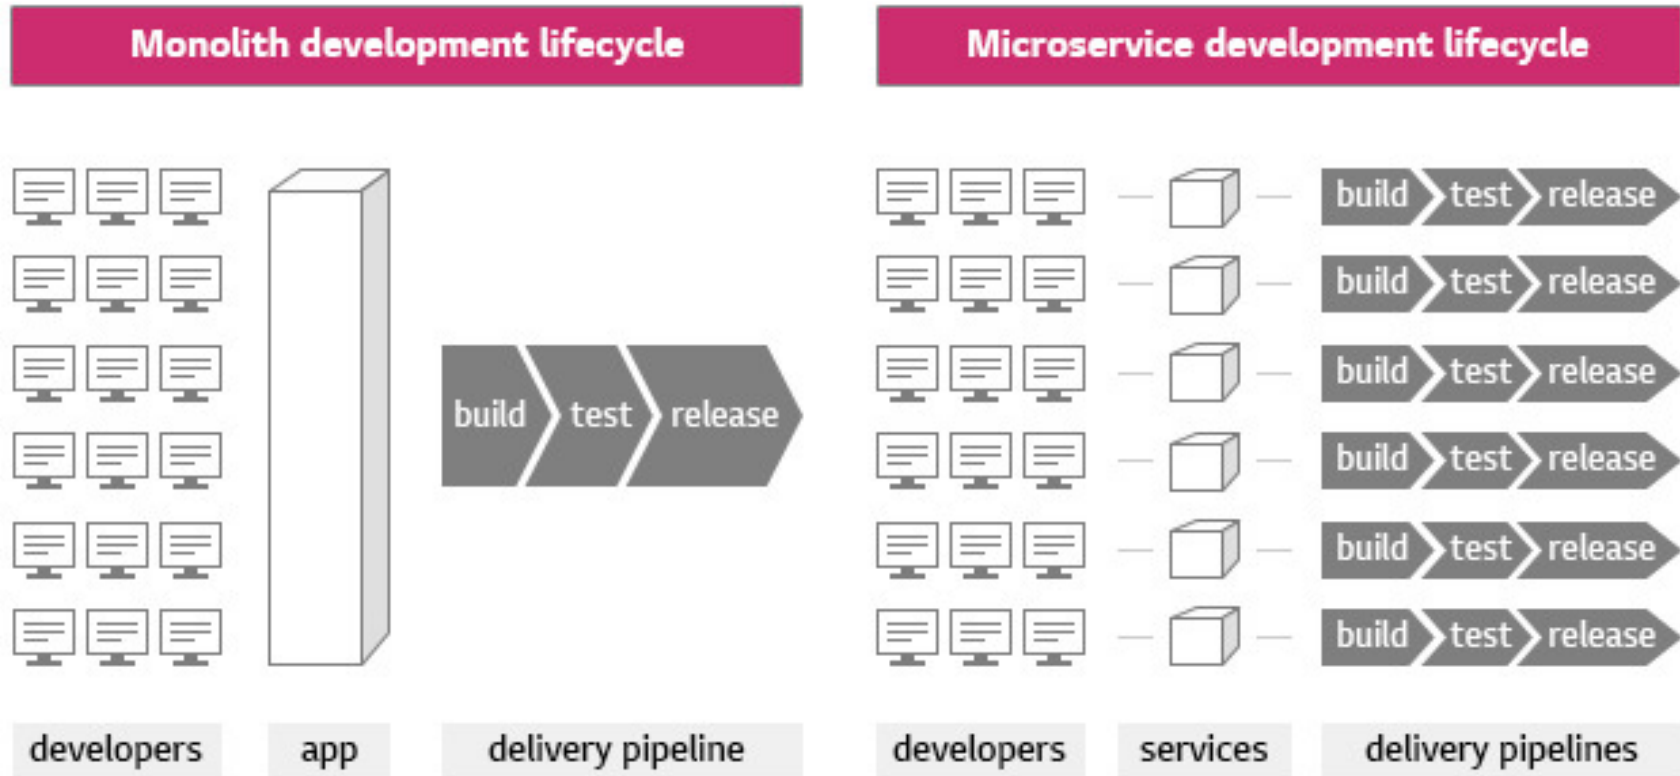 Monolith development lifecycle
build test release
developers app delivery pipeline
Microservice development lifecycle
build test release
build test release
build test release
build test release
build test release
build test release
developers services delivery pipelines